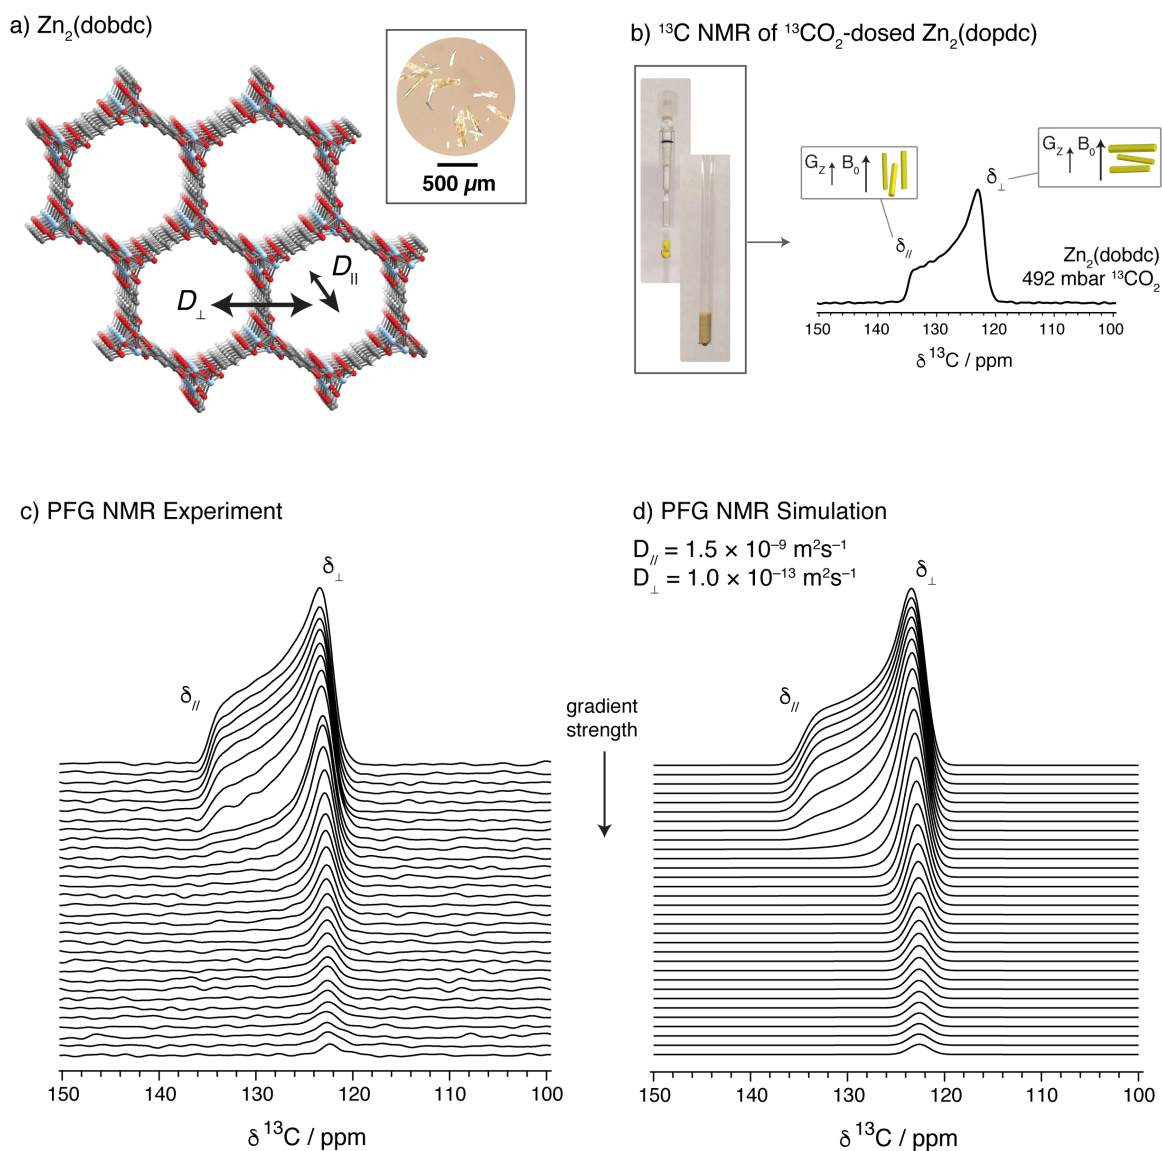 a) Zn₂(dobdc)
500 µm
D∥
D⊥
b) ¹³C NMR of ¹³CO₂-dosed Zn₂(dopdc)
G_Z B₀
δ//
G_Z B₀
δ⊥
Zn₂(dobdc)
492 mbar ¹³CO₂
150 140 130 120 110 100
δ ¹³C / ppm
c) PFG NMR Experiment
δ⊥
δ//
gradient
strength
150 140 130 120 110 100
δ ¹³C / ppm
d) PFG NMR Simulation
D// = 1.5 × 10⁻⁹ m²s⁻¹
D⊥ = 1.0 × 10⁻¹³ m²s⁻¹
δ⊥
δ//
150 140 130 120 110 100
δ ¹³C / ppm